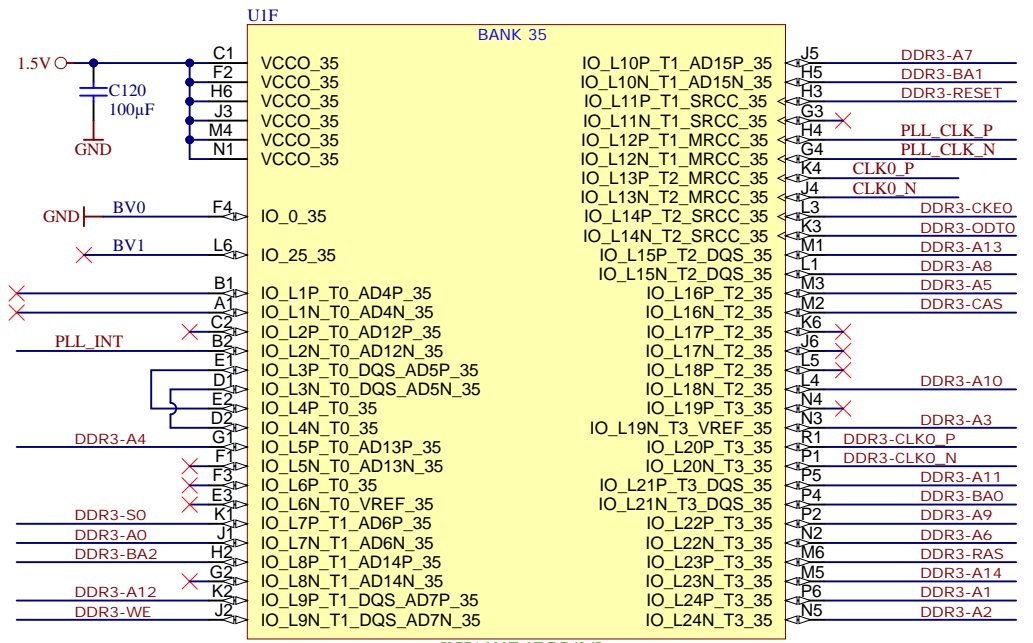 U1F
BANK 35
1.5V
C120
100µF
GND
C1 VCCO_35
F2 VCCO_35
H6 VCCO_35
J3 VCCO_35
M4 VCCO_35
N1 VCCO_35
GND BV0 F4 IO_0_35
BV1 L6 IO_25_35
B1 IO_L1P_T0_AD4P_35
A1 IO_L1N_T0_AD4N_35
C2 IO_L2P_T0_AD12P_35
PLL_INT B2 IO_L2N_T0_AD12N_35
E1 IO_L3P_T0_DQS_AD5P_35
D1 IO_L3N_T0_DQS_AD5N_35
E2 IO_L4P_T0_35
D2 IO_L4N_T0_35
DDR3-A4 G1 IO_L5P_T0_AD13P_35
F1 IO_L5N_T0_AD13N_35
F3 IO_L6P_T0_35
E3 IO_L6N_T0_VREF_35
DDR3-S0 K1 IO_L7P_T1_AD6P_35
DDR3-A0 J1 IO_L7N_T1_AD6N_35
DDR3-BA2 H2 IO_L8P_T1_AD14P_35
G2 IO_L8N_T1_AD14N_35
DDR3-A12 K2 IO_L9P_T1_DQS_AD7P_35
DDR3-WE J2 IO_L9N_T1_DQS_AD7N_35
IO_L10P_T1_AD15P_35 J5 DDR3-A7
IO_L10N_T1_AD15N_35 H5 DDR3-BA1
IO_L11P_T1_SRCC_35 H3 DDR3-RESET
IO_L11N_T1_SRCC_35 G3
IO_L12P_T1_MRCC_35 H4 PLL_CLK_P
IO_L12N_T1_MRCC_35 G4 PLL_CLK_N
IO_L13P_T2_MRCC_35 K4 CLK0_P
IO_L13N_T2_MRCC_35 J4 CLK0_N
IO_L14P_T2_SRCC_35 L3 DDR3-CKE0
IO_L14N_T2_SRCC_35 K3 DDR3-ODT0
IO_L15P_T2_DQS_35 M1 DDR3-A13
IO_L15N_T2_DQS_35 L1 DDR3-A8
IO_L16P_T2_35 M3 DDR3-A5
IO_L16N_T2_35 M2 DDR3-CAS
IO_L17P_T2_35 K6
IO_L17N_T2_35 J6
IO_L18P_T2_35 L5
IO_L18N_T2_35 L4 DDR3-A10
IO_L19P_T3_35 N4
IO_L19N_T3_VREF_35 N3 DDR3-A3
IO_L20P_T3_35 R1 DDR3-CLK0_P
IO_L20N_T3_35 P1 DDR3-CLK0_N
IO_L21P_T3_DQS_35 P5 DDR3-A11
IO_L21N_T3_DQS_35 P4 DDR3-BA0
IO_L22P_T3_35 P2 DDR3-A9
IO_L22N_T3_35 N2 DDR3-A6
IO_L23P_T3_35 M6 DDR3-RAS
IO_L23N_T3_35 M5 DDR3-A14
IO_L24P_T3_35 P6 DDR3-A1
IO_L24N_T3_35 N5 DDR3-A2